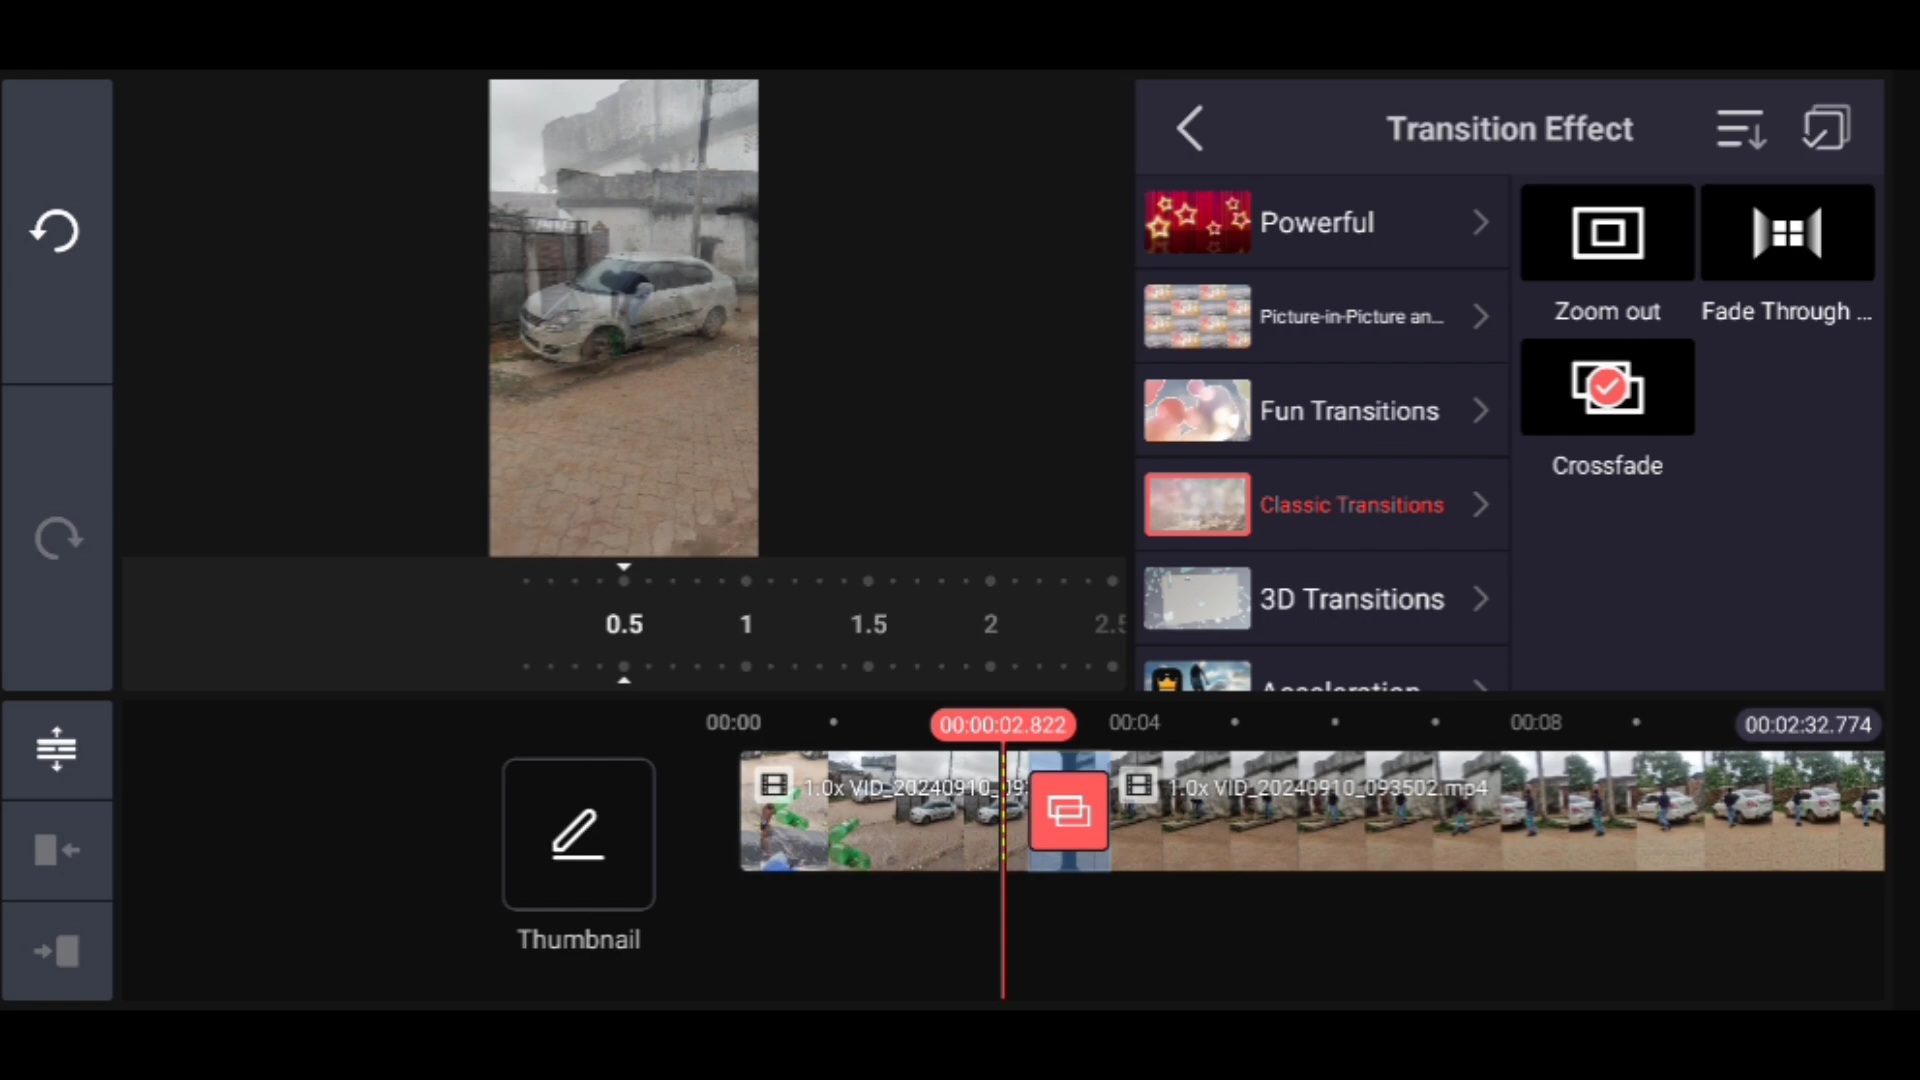 Transition Effect
Powerful
Picture-in-Picture an...
Fun Transitions
Classic Transitions
3D Transitions
Acceleration
Zoom out
Fade Through ...
Crossfade
0.5 1 1.5 2 2.5
00:00 00:00:02.822 00:04 00:08 00:02:32.774
1.0x VID_20240910_09
1.0x VID_20240910_093502.mp4
Thumbnail